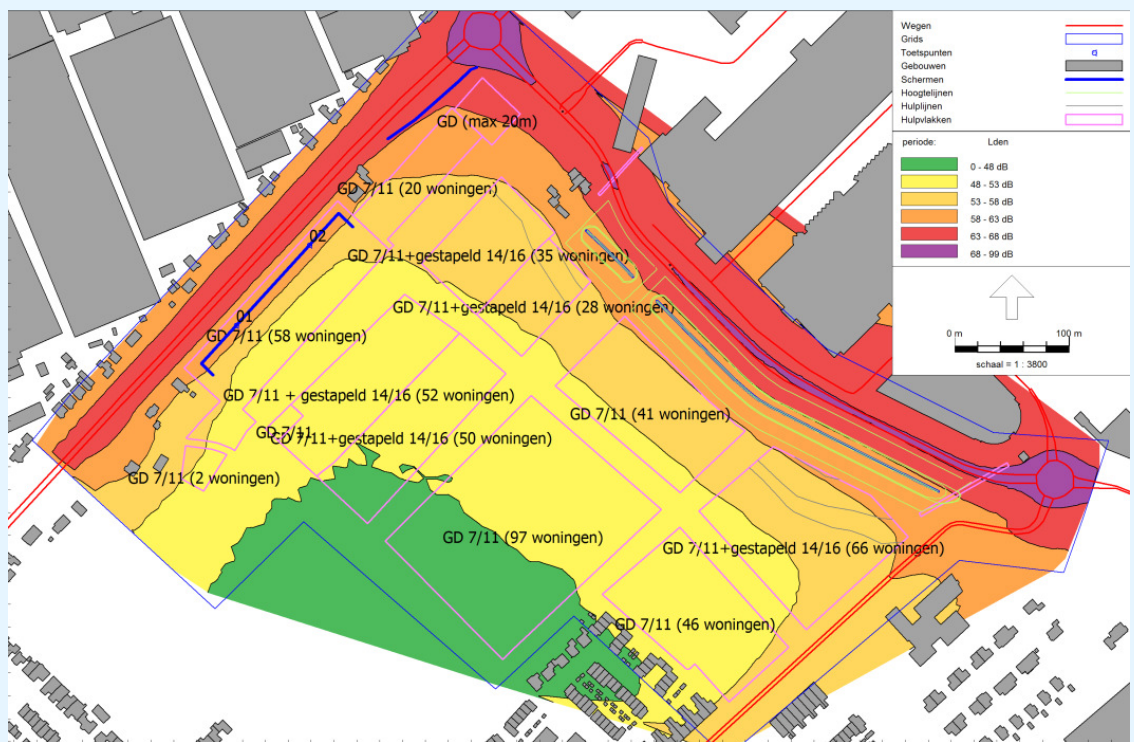 Wegen
Grids
Toetspunten
Gebouwen
Schermen
Hoogtelijnen
Hulplijnen
Hulpvlakken
periode: Lden
0 - 48 dB
48 - 53 dB
53 - 58 dB
58 - 63 dB
63 - 68 dB
68 - 99 dB
0 m 100 m
schaal = 1 : 3800
GD (max 20m)
GD 7/11 (20 woningen)
02
GD 7/11+gestapeld 14/16 (35 woningen)
GD 7/11+gestapeld 14/16 (28 woningen)
01
GD 7/11 (58 woningen)
GD 7/11 + gestapeld 14/16 (52 woningen)
GD 7/11 (41 woningen)
GD 7/11
GD 7/11+gestapeld 14/16 (50 woningen)
GD 7/11 (2 woningen)
GD 7/11 (97 woningen)
GD 7/11+gestapeld 14/16 (66 woningen)
GD 7/11 (46 woningen)